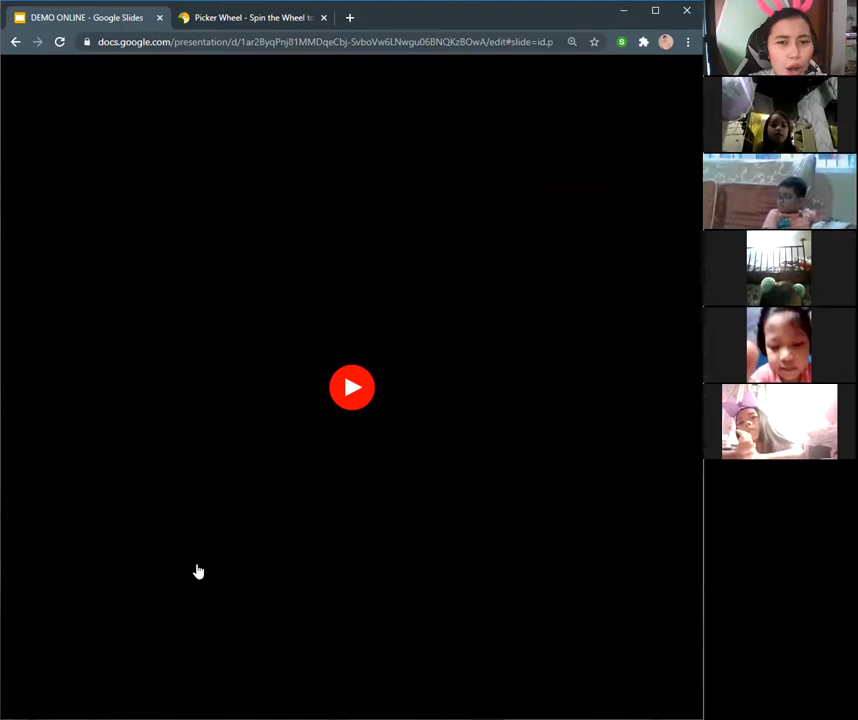 DEMO ONLINE - Google Slides
Picker Wheel - Spin the Wheel to
docs.google.com/presentation/d/1ar2ByqPnj81MMDqeCbj-SvboVw6LNwgu06BNQKzBOwA/edit#slide=id.p
S